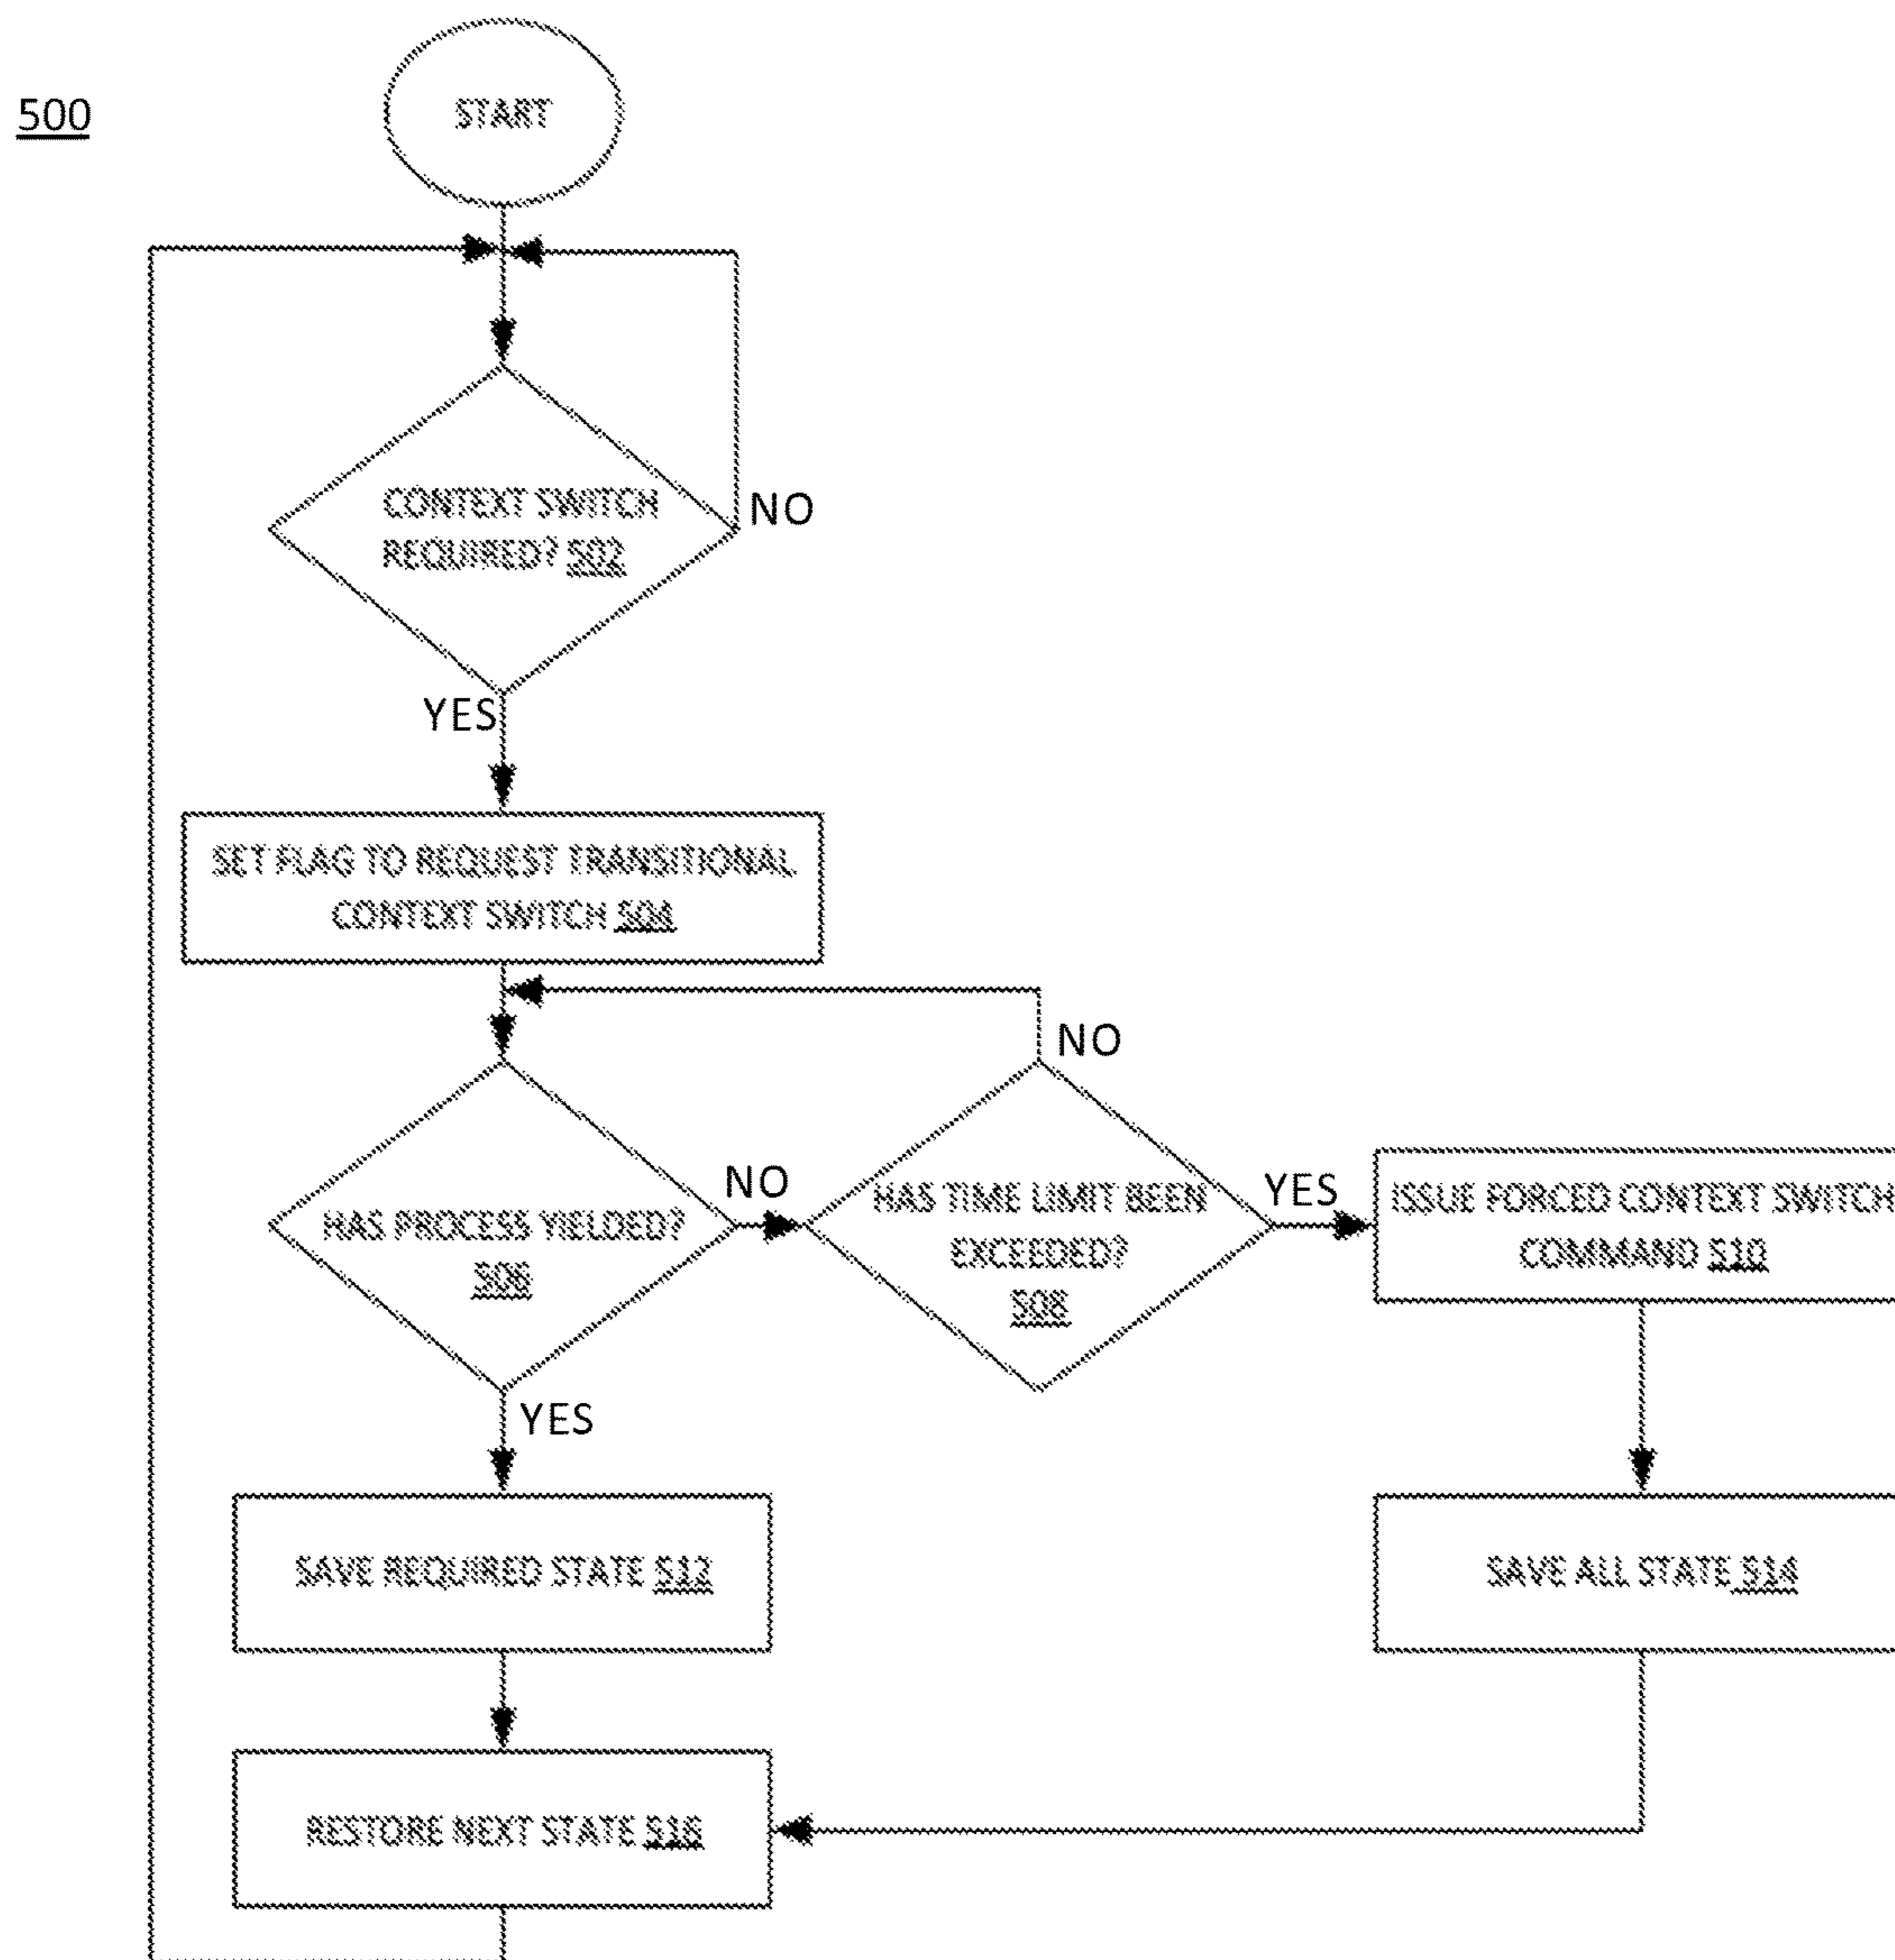 500
START
CONTEXT SWITCH
REQUIRED? 502
NO
YES
SET FLAG TO REQUEST TRANSITIONAL
CONTEXT SWITCH 504
NO
HAS PROCESS YIELDED?
506
NO
HAS TIME LIMIT BEEN
EXCEEDED?
508
YES
ISSUE FORCED CONTEXT SWITCH
COMMAND 510
YES
SAVE REQUIRED STATE 512
SAVE ALL STATE 514
RESTORE NEXT STATE 516